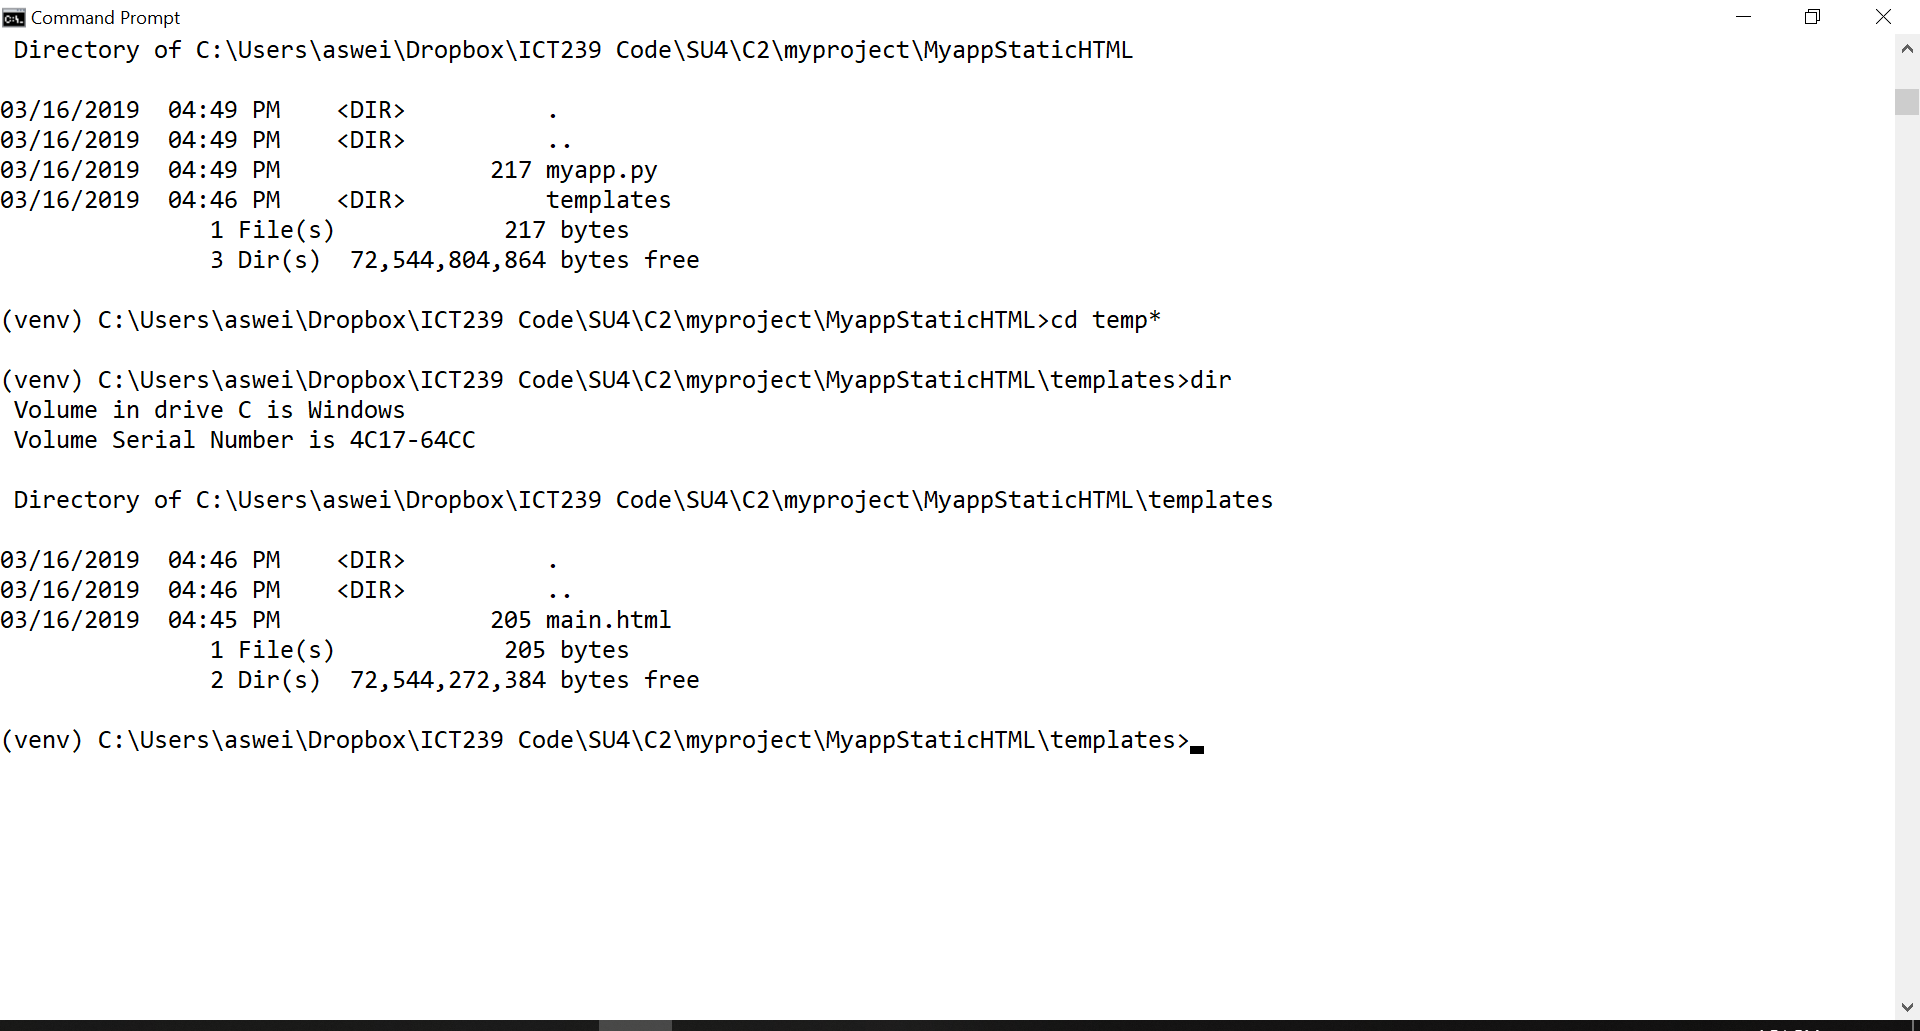 Command Prompt
Directory of C:\Users\aswei\Dropbox\ICT239 Code\SU4\C2\myproject\MyappStaticHTML
03/16/2019  04:49 PM    <DIR>          .
03/16/2019  04:49 PM    <DIR>          ..
03/16/2019  04:49 PM               217 myapp.py
03/16/2019  04:46 PM    <DIR>          templates
               1 File(s)            217 bytes
               3 Dir(s)  72,544,804,864 bytes free
(venv) C:\Users\aswei\Dropbox\ICT239 Code\SU4\C2\myproject\MyappStaticHTML>cd temp*
(venv) C:\Users\aswei\Dropbox\ICT239 Code\SU4\C2\myproject\MyappStaticHTML\templates>dir
 Volume in drive C is Windows
 Volume Serial Number is 4C17-64CC
 Directory of C:\Users\aswei\Dropbox\ICT239 Code\SU4\C2\myproject\MyappStaticHTML\templates
03/16/2019  04:46 PM    <DIR>          .
03/16/2019  04:46 PM    <DIR>          ..
03/16/2019  04:45 PM               205 main.html
               1 File(s)            205 bytes
               2 Dir(s)  72,544,272,384 bytes free
(venv) C:\Users\aswei\Dropbox\ICT239 Code\SU4\C2\myproject\MyappStaticHTML\templates>